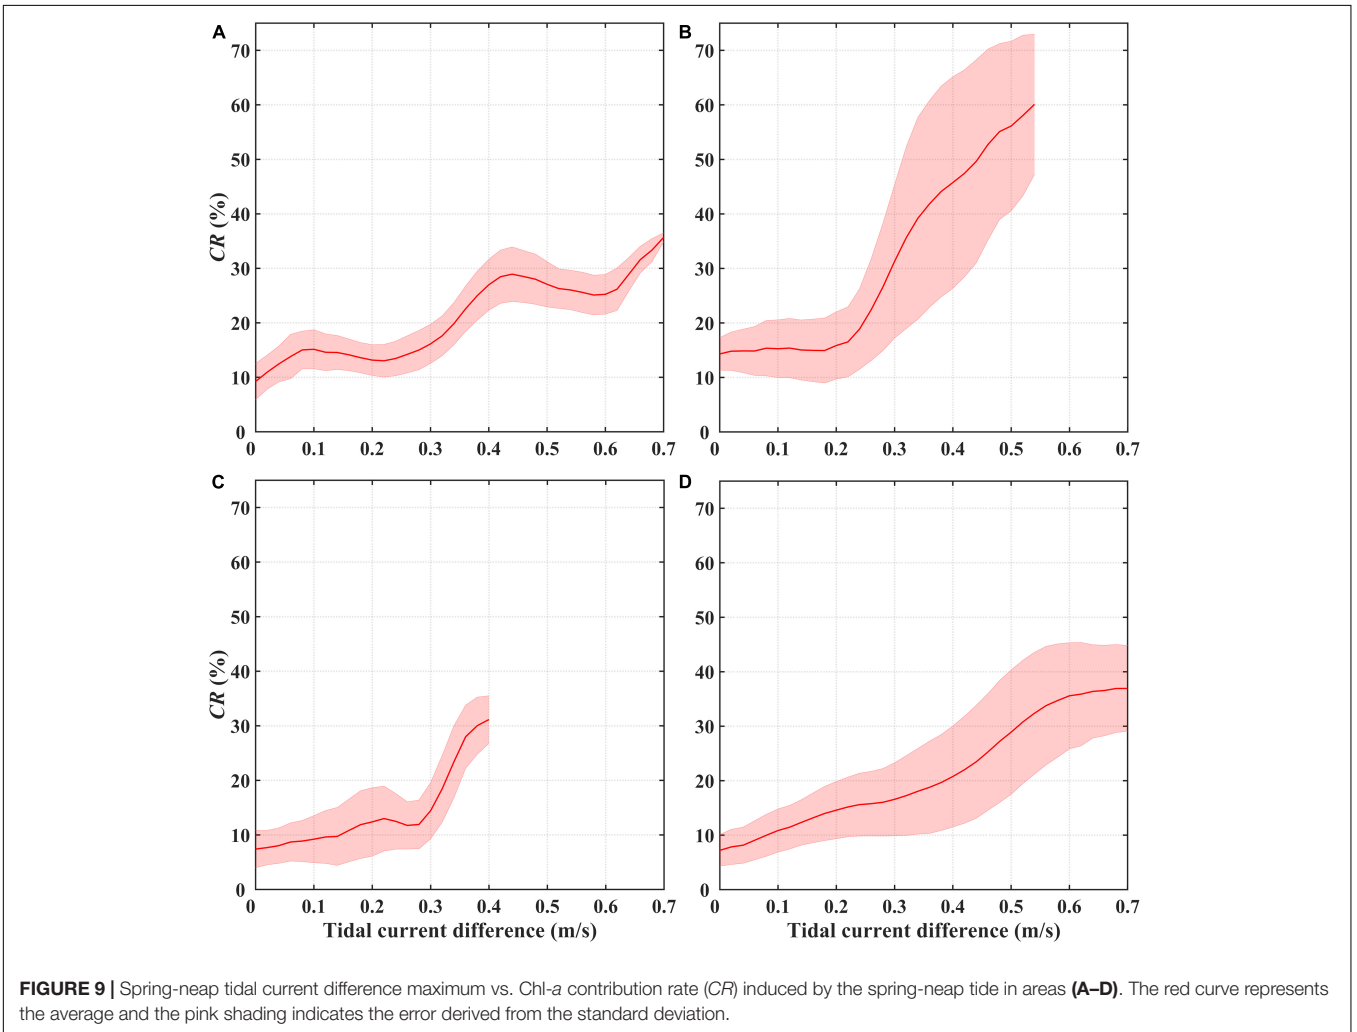 A
70
60
50
40
30
20
10
0
CR (%)
0 0.1 0.2 0.3 0.4 0.5 0.6 0.7
B
70
60
50
40
30
20
10
0
0 0.1 0.2 0.3 0.4 0.5 0.6 0.7
C
70
60
50
40
30
20
10
0
CR (%)
0 0.1 0.2 0.3 0.4 0.5 0.6 0.7
Tidal current difference (m/s)
D
70
60
50
40
30
20
10
0
0 0.1 0.2 0.3 0.4 0.5 0.6 0.7
Tidal current difference (m/s)
FIGURE 9 | Spring-neap tidal current difference maximum vs. Chl-a contribution rate (CR) induced by the spring-neap tide in areas (A–D). The red curve represents
the average and the pink shading indicates the error derived from the standard deviation.